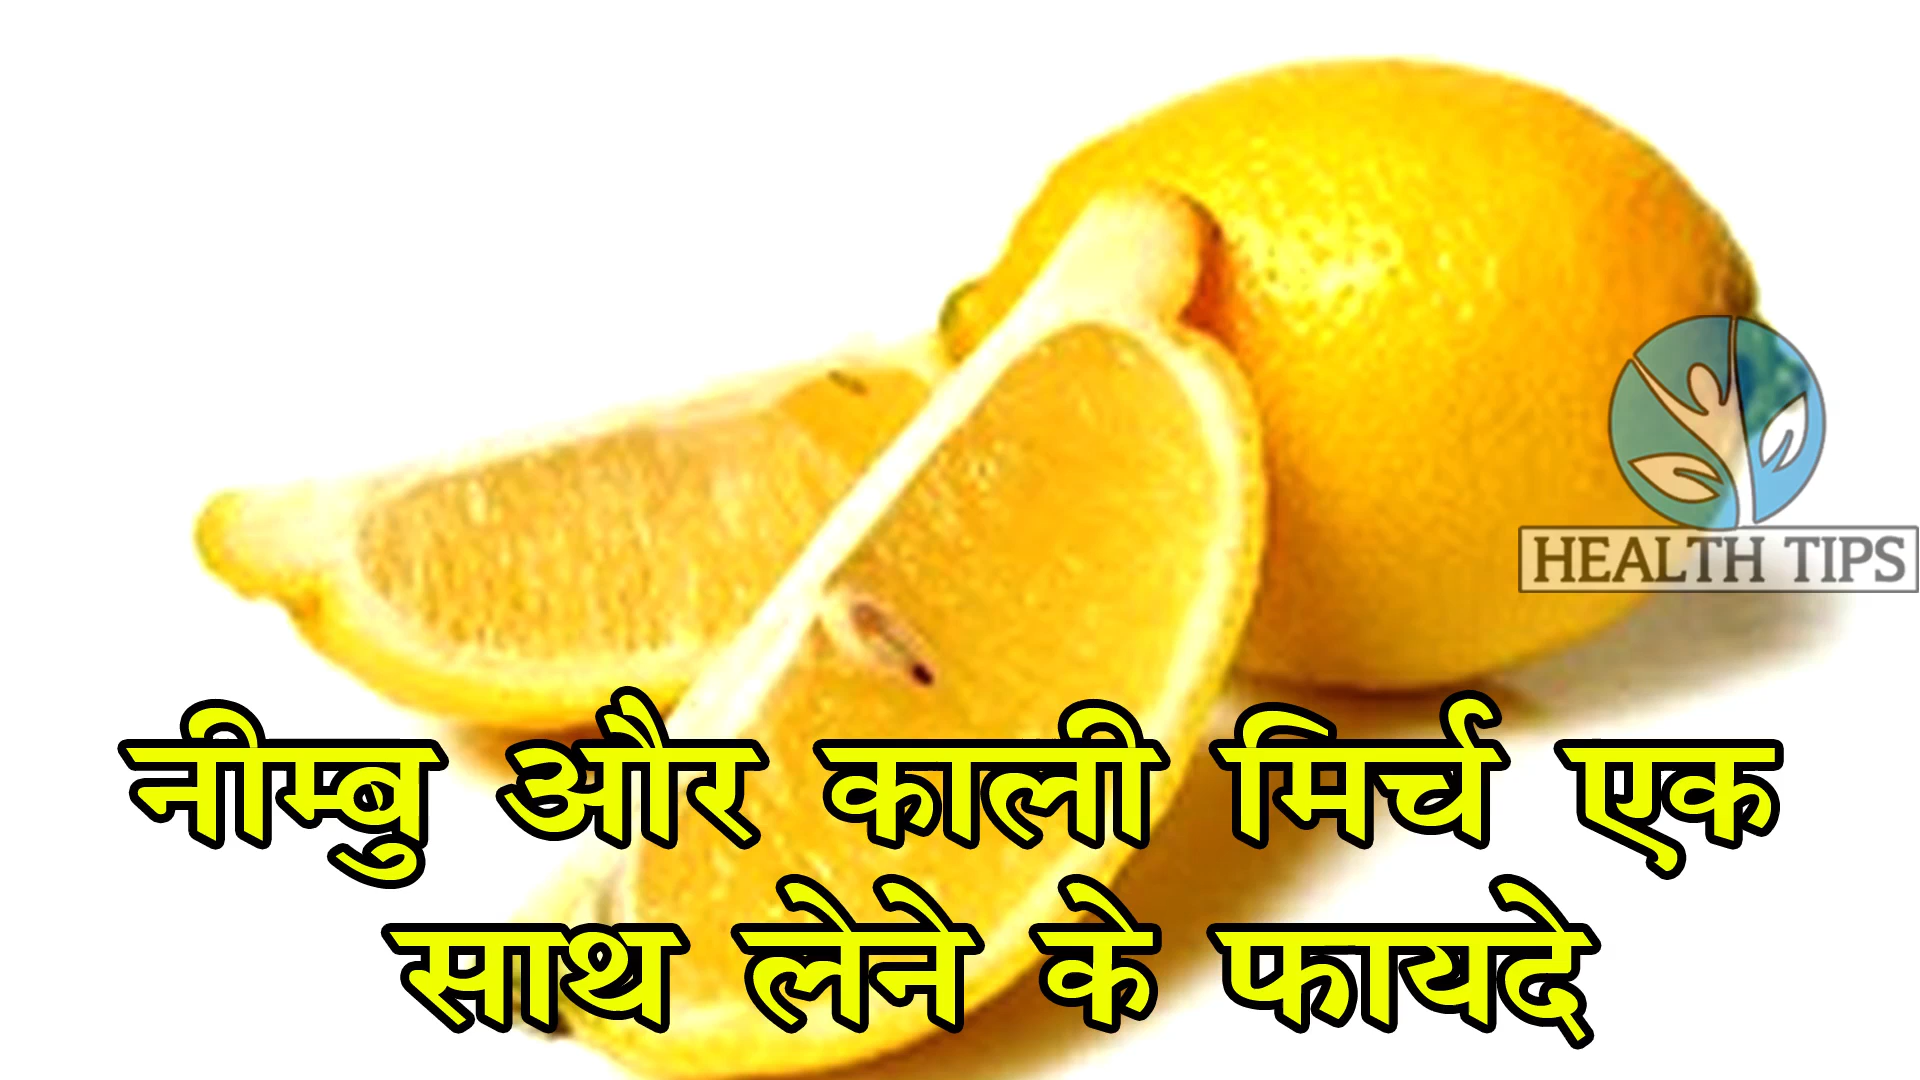 HEALTH TIPS
नीम्बु और काली मिर्च एक
साथ लेने के फायदे